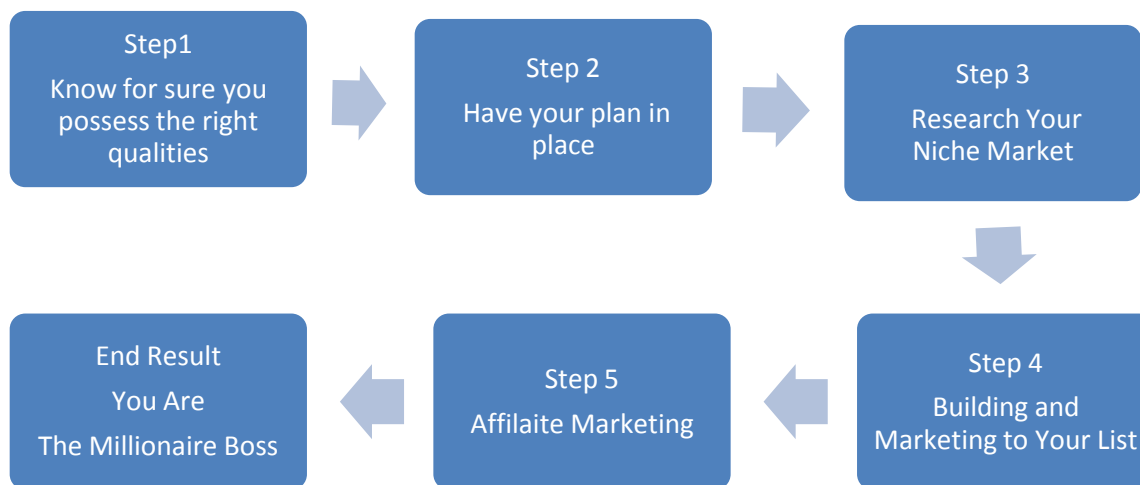 Step1
Know for sure you
possess the right
qualities
Step 2
Have your plan in
place
Step 3
Research Your
Niche Market
Step 4
Building and
Marketing to Your List
Step 5
Affilaite Marketing
End Result
You Are
The Millionaire Boss